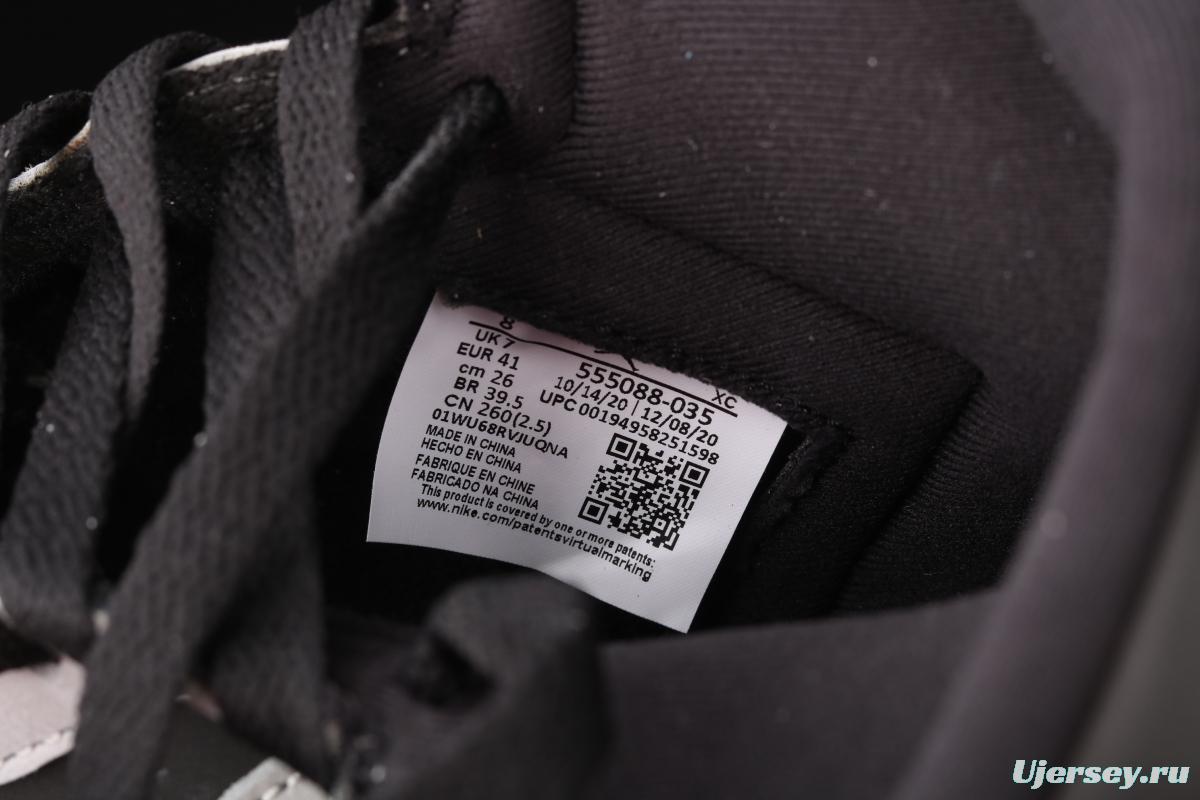 8
UK 7
EUR 41
cm 26
BR 39.5
CN 260(2.5)
01WU68RVJUQNA
XC
555088-035
10/14/20 | 12/08/20
UPC 00194958251598
MADE IN CHINA
HECHO EN CHINA
FABRIQUE EN CHINE
FABRICADO NA CHINA
This product is covered by one or more patents:
www.nike.com/patentsvirtualmarking
Ujersey.ru